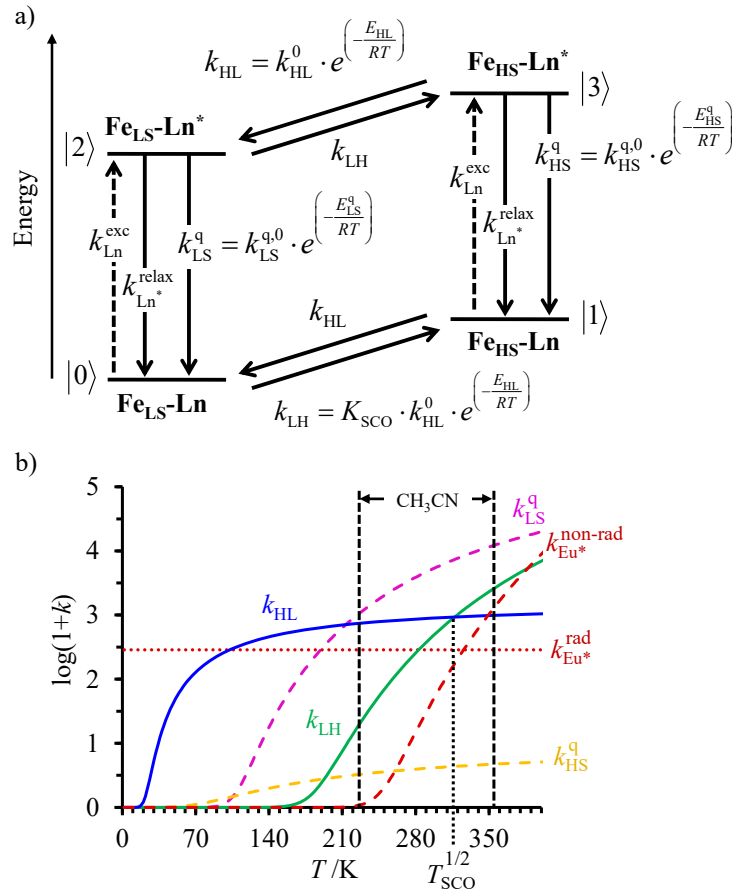 a)
k_HL = k_HL^0 · e^(−E_HL/RT)
Fe_HS-Ln*
|3⟩
Fe_LS-Ln*
|2⟩
k_LH
k_Ln^exc
k_HS^q = k_HS^{q,0} · e^(−E_HS^q/RT)
k_Ln*^relax
Energy
k_Ln^exc
k_LS^q = k_LS^{q,0} · e^(−E_LS^q/RT)
k_Ln*^relax
k_HL
|1⟩
Fe_HS-Ln
|0⟩
Fe_LS-Ln
k_LH = K_SCO · k_HL^0 · e^(−E_HL/RT)
b)
5
4
3
2
1
0
log(1+k)
CH3CN
k_LS^q
k_Eu*^non-rad
k_HL
k_Eu*^rad
k_LH
k_HS^q
0 70 140 210 280 350
T /K
T_SCO^1/2